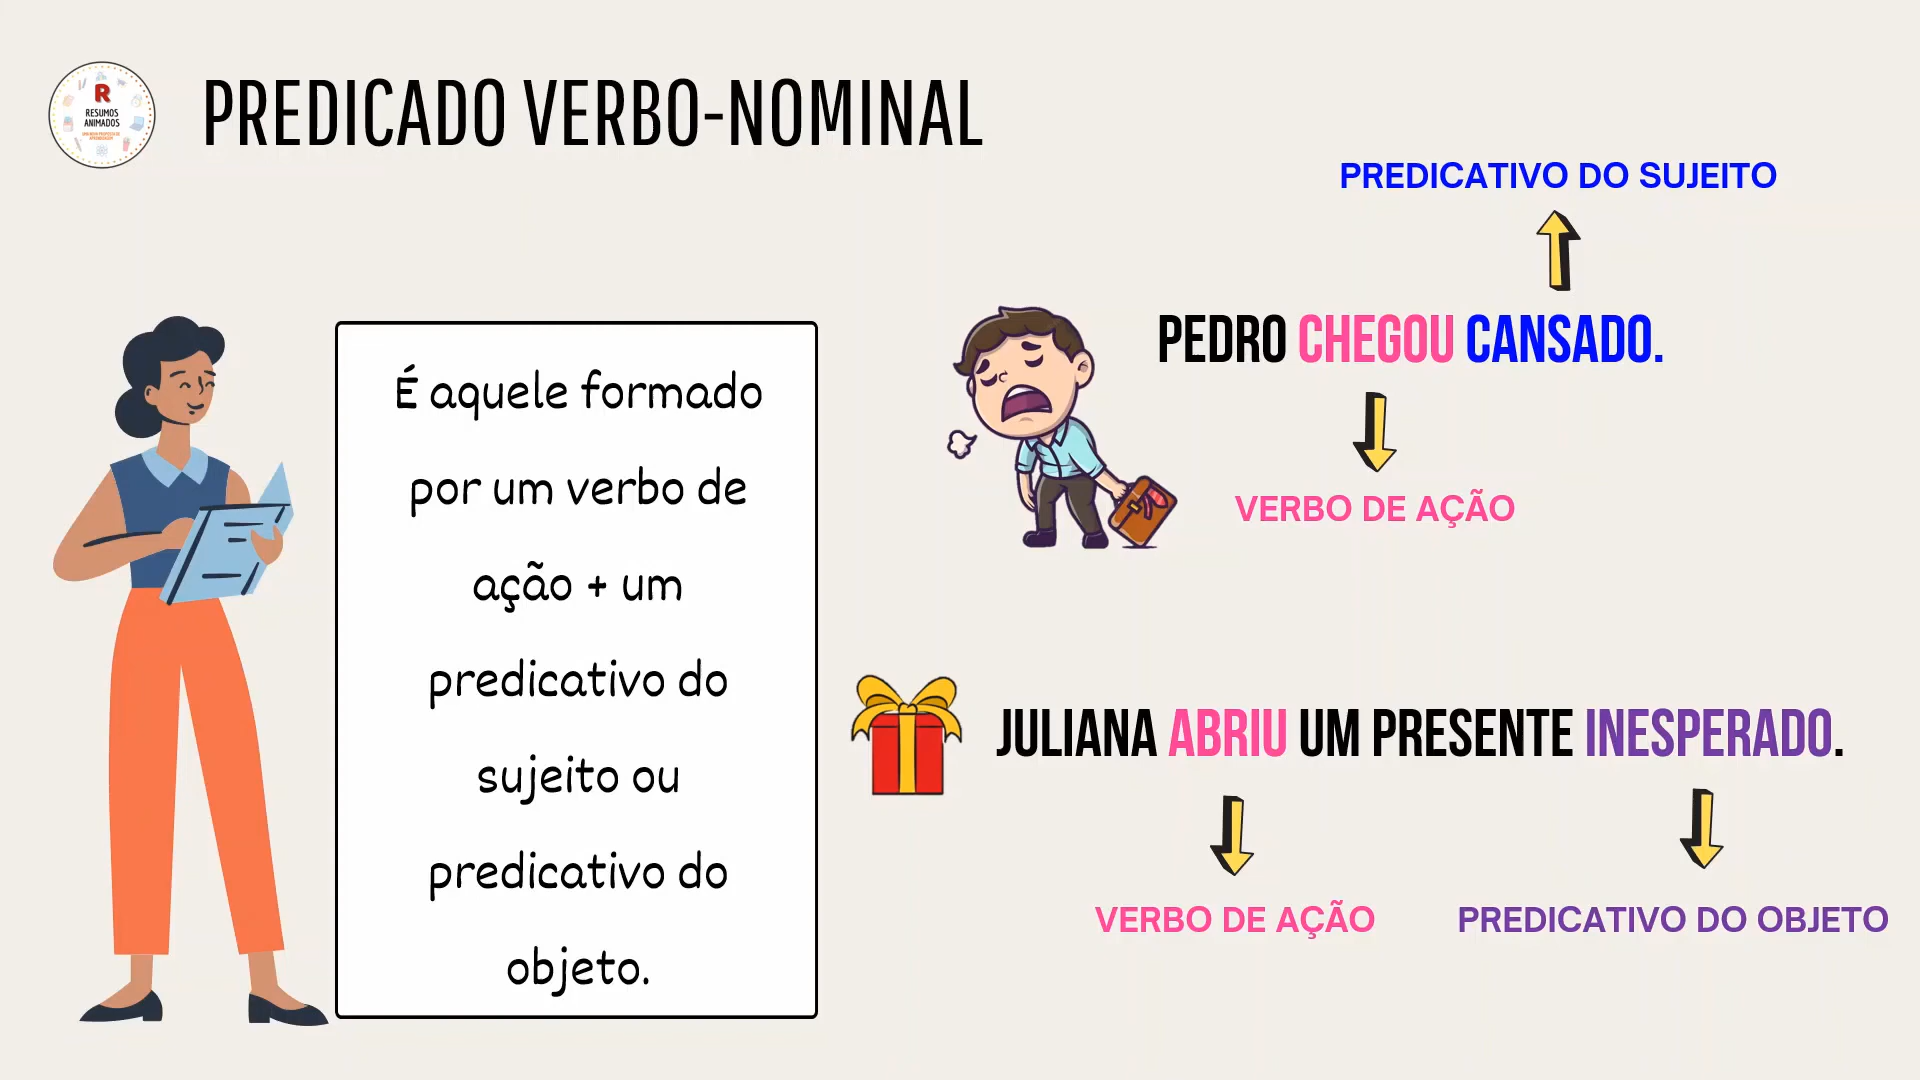 R
RESUMOS
ANIMADOS
PREDICADO VERBO-NOMINAL
É aquele formado
por um verbo de
ação + um
predicativo do
sujeito ou
predicativo do
objeto.
PREDICATIVO DO SUJEITO
PEDRO CHEGOU CANSADO.
VERBO DE AÇÃO
JULIANA ABRIU UM PRESENTE INESPERADO.
VERBO DE AÇÃO
PREDICATIVO DO OBJETO